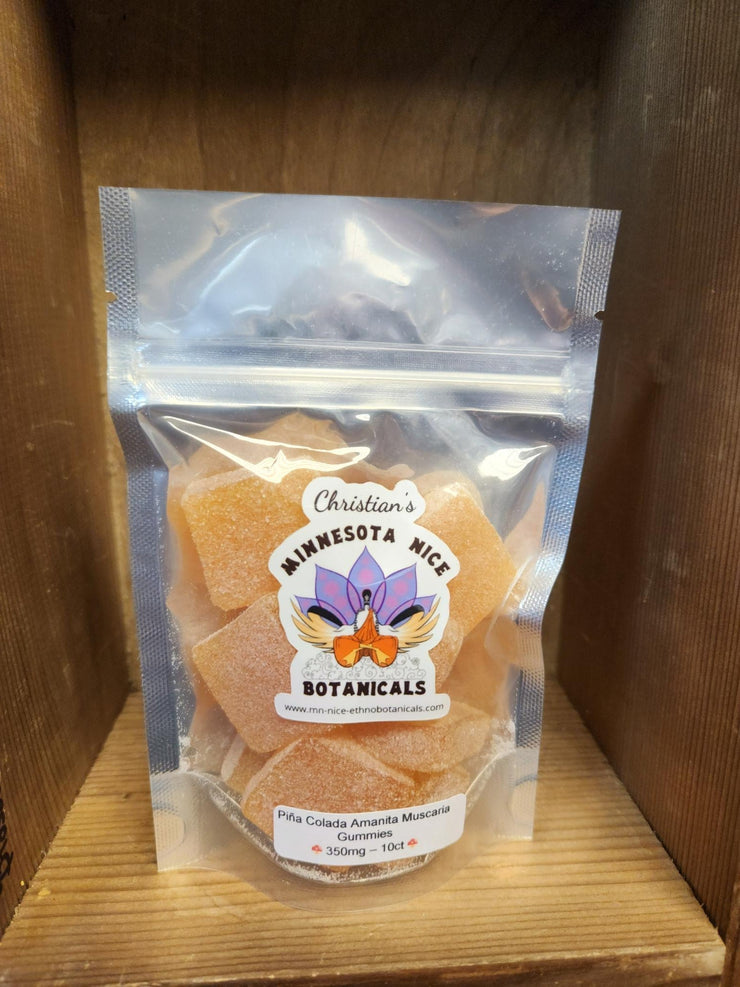 Christian's
MINNESOTA NICE
BOTANICALS
www.mn-nice-ethnobotanicals.com
Piña Colada Amanita Muscaria
Gummies
🍄 350mg – 10ct 🍄